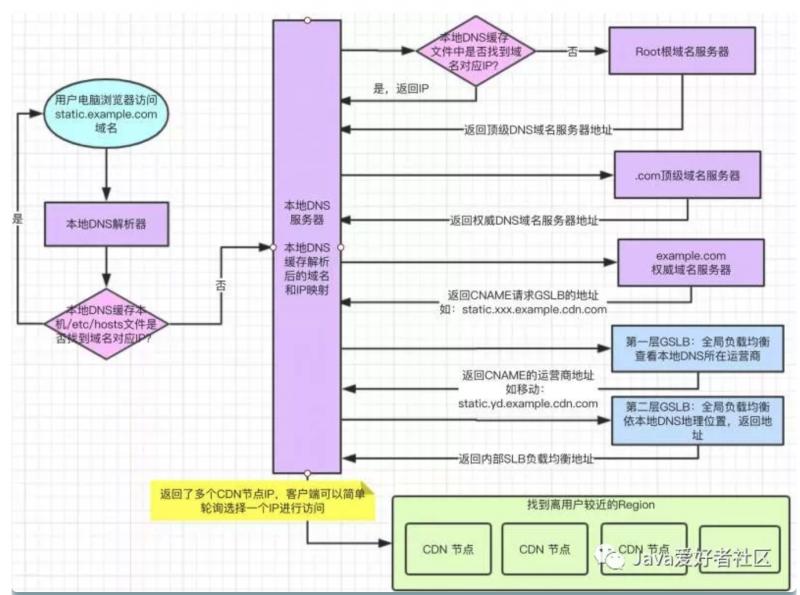 用户电脑浏览器访问
static.example.com
域名
本地DNS解析器
本地DNS缓存本
机/etc/hosts文件是
否找到域名对应IP?
是
否
本地DNS
服务器
本地DNS
缓存解析
后的域名
和IP映射
本地DNS缓存
文件中是否找到域
名对应IP?
否
Root根域名服务器
是，返回IP
返回顶级DNS域名服务器地址
.com顶级域名服务器
返回权威DNS域名服务器地址
example.com
权威域名服务器
返回CNAME请求GSLB的地址
如：static.xxx.example.cdn.com
第一层GSLB：全局负载均衡
查看本地DNS所在运营商
返回CNAME的运营商地址
如移动：
static.yd.example.cdn.com
第二层GSLB：全局负载均衡
依本地DNS地理位置，返回地
址
返回内部SLB负载均衡地址
返回了多个CDN节点IP，客户端可以简单
轮询选择一个IP进行访问
找到离用户较近的Region
CDN 节点
CDN 节点
CDN 节点
Java爱好者社区